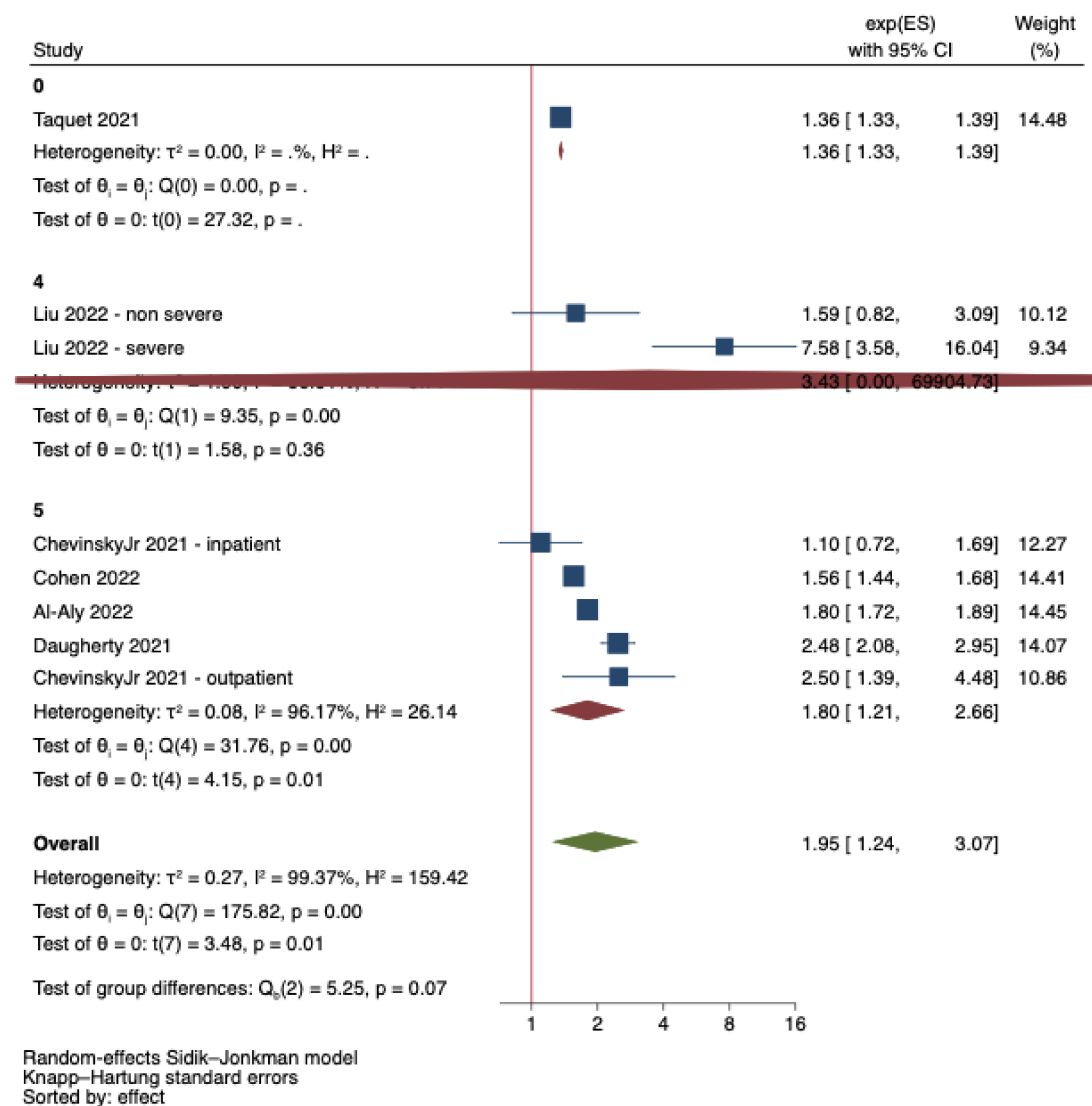 exp(ES) Weight
Study with 95% CI (%)
0
Taquet 2021 1.36 [ 1.33, 1.39] 14.48
Heterogeneity: τ² = 0.00, I² = .%, H² = . 1.36 [ 1.33, 1.39]
Test of θᵢ = θⱼ: Q(0) = 0.00, p = .
Test of θ = 0: t(0) = 27.32, p = .
4
Liu 2022 - non severe 1.59 [ 0.82, 3.09] 10.12
Liu 2022 - severe 7.58 [ 3.58, 16.04] 9.34
Heterogeneity: 3.43 [ 0.00, 69904.73]
Test of θᵢ = θⱼ: Q(1) = 9.35, p = 0.00
Test of θ = 0: t(1) = 1.58, p = 0.36
5
ChevinskyJr 2021 - inpatient 1.10 [ 0.72, 1.69] 12.27
Cohen 2022 1.56 [ 1.44, 1.68] 14.41
Al-Aly 2022 1.80 [ 1.72, 1.89] 14.45
Daugherty 2021 2.48 [ 2.08, 2.95] 14.07
ChevinskyJr 2021 - outpatient 2.50 [ 1.39, 4.48] 10.86
Heterogeneity: τ² = 0.08, I² = 96.17%, H² = 26.14 1.80 [ 1.21, 2.66]
Test of θᵢ = θⱼ: Q(4) = 31.76, p = 0.00
Test of θ = 0: t(4) = 4.15, p = 0.01
Overall 1.95 [ 1.24, 3.07]
Heterogeneity: τ² = 0.27, I² = 99.37%, H² = 159.42
Test of θᵢ = θⱼ: Q(7) = 175.82, p = 0.00
Test of θ = 0: t(7) = 3.48, p = 0.01
Test of group differences: Q_b(2) = 5.25, p = 0.07
1 2 4 8 16
Random-effects Sidik–Jonkman model
Knapp–Hartung standard errors
Sorted by: effect